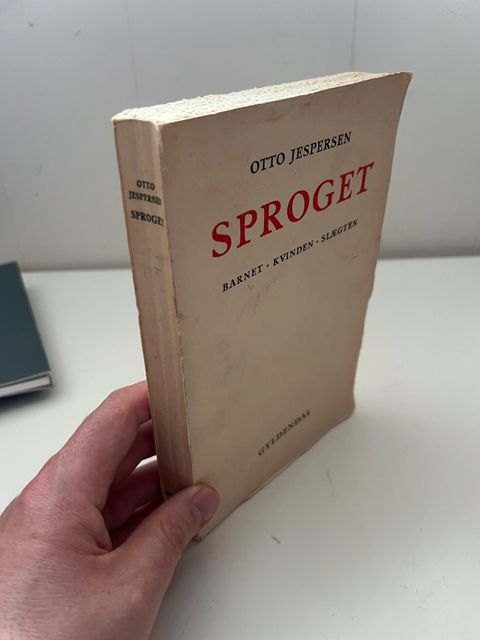 OTTO JESPERSEN
SPROGET
BARNET · KVINDEN · SLÆGTEN
GYLDENDAL
OTTO
JESPERSEN
SPROGET